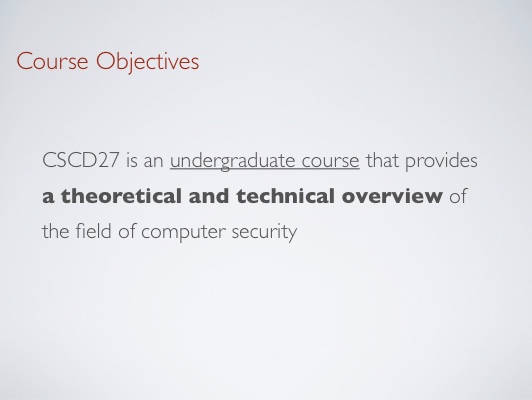 Course Objectives
CSCD27 is an undergraduate course that provides
a theoretical and technical overview of
the field of computer security